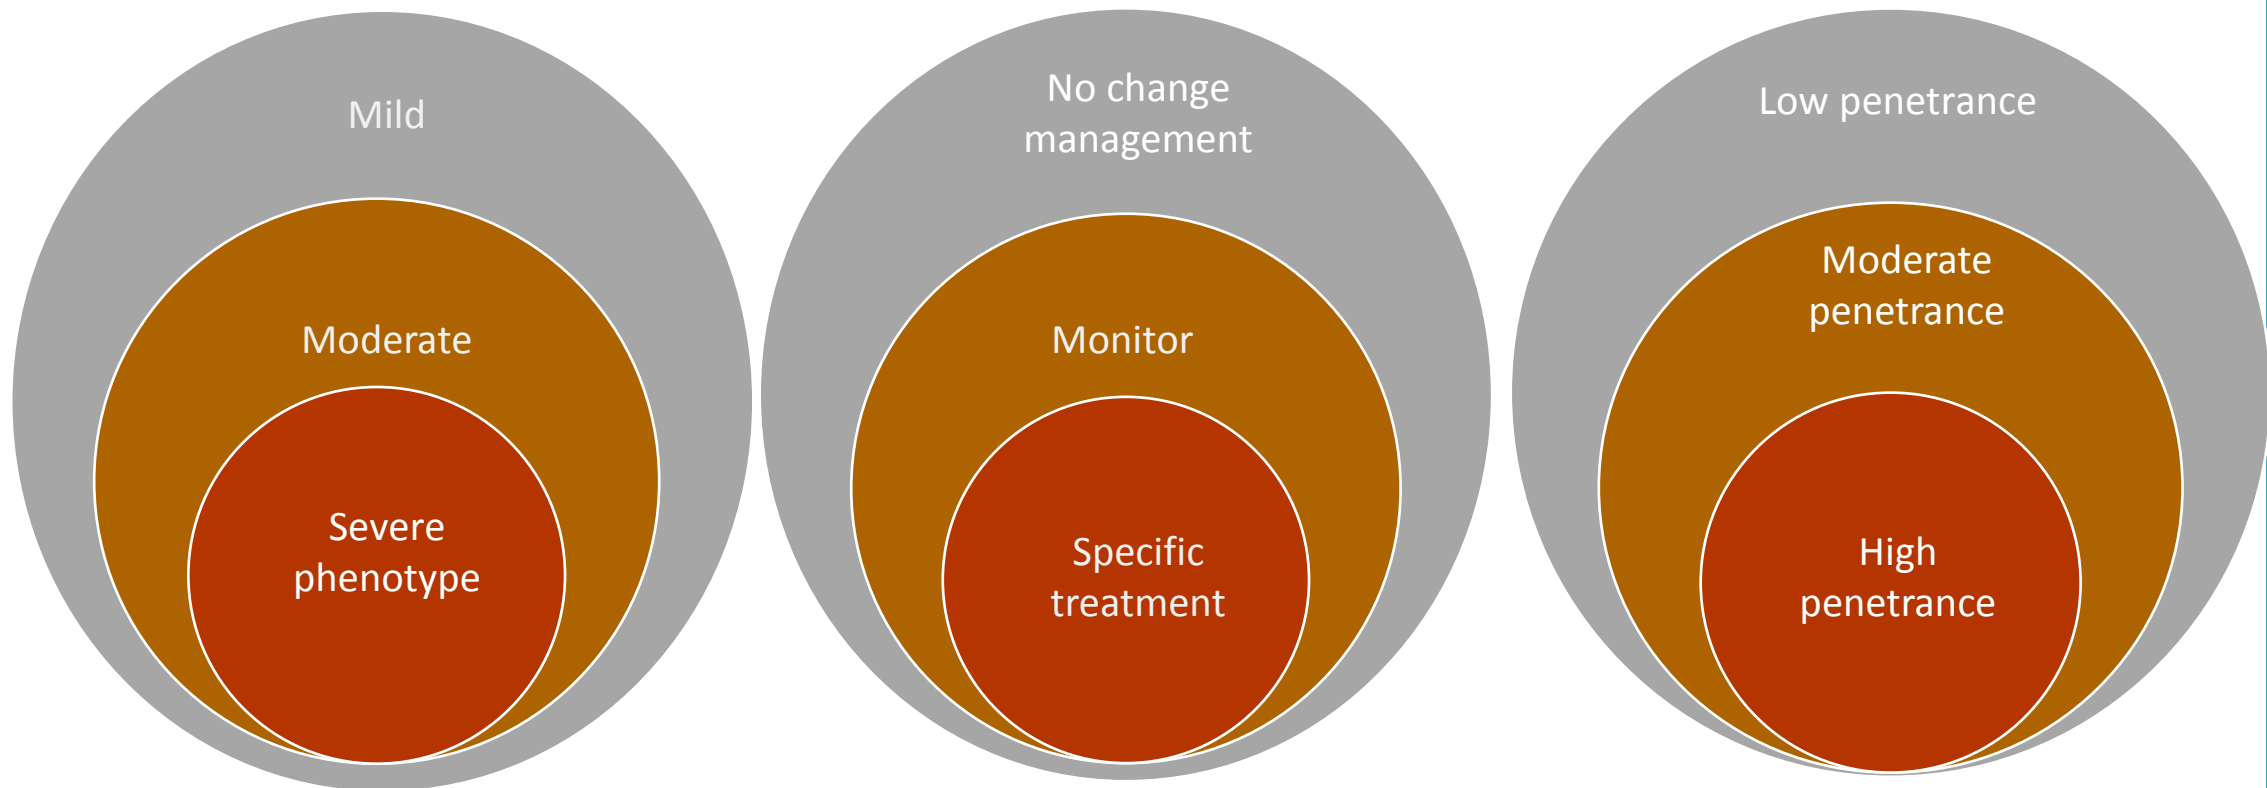 Mild
Moderate
Severe
phenotype
No change
management
Monitor
Specific
treatment
Low penetrance
Moderate
penetrance
High
penetrance